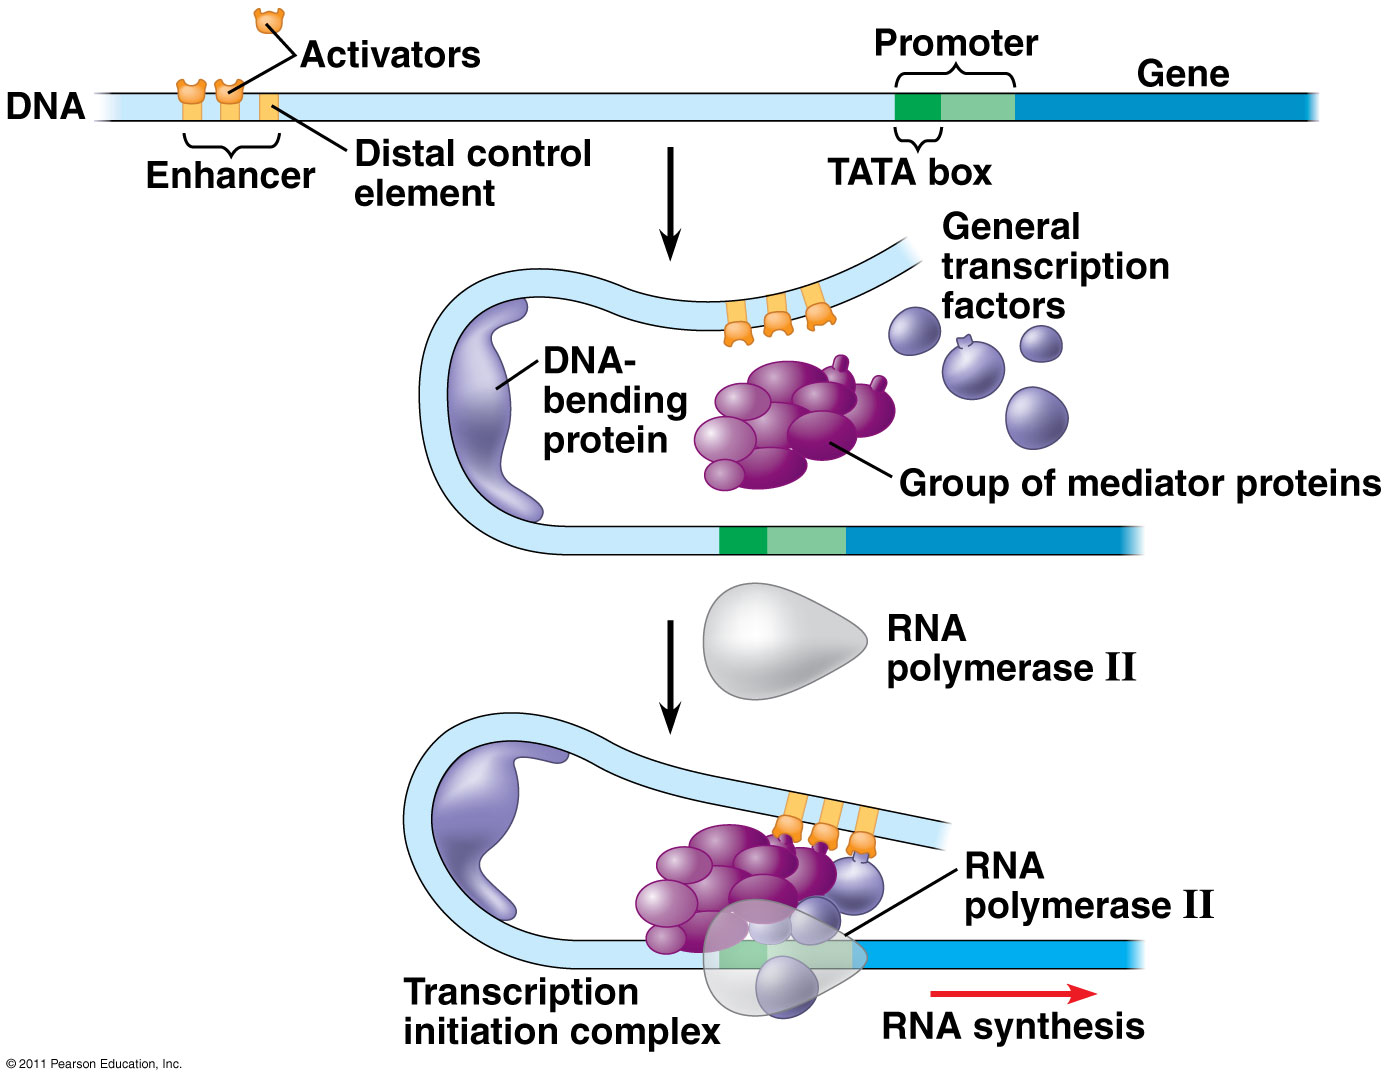 Activators
Promoter
Gene
DNA
Enhancer
Distal control
element
TATA box
General
transcription
factors
DNA-
bending
protein
Group of mediator proteins
RNA
polymerase II
RNA
polymerase II
Transcription
initiation complex
RNA synthesis
© 2011 Pearson Education, Inc.